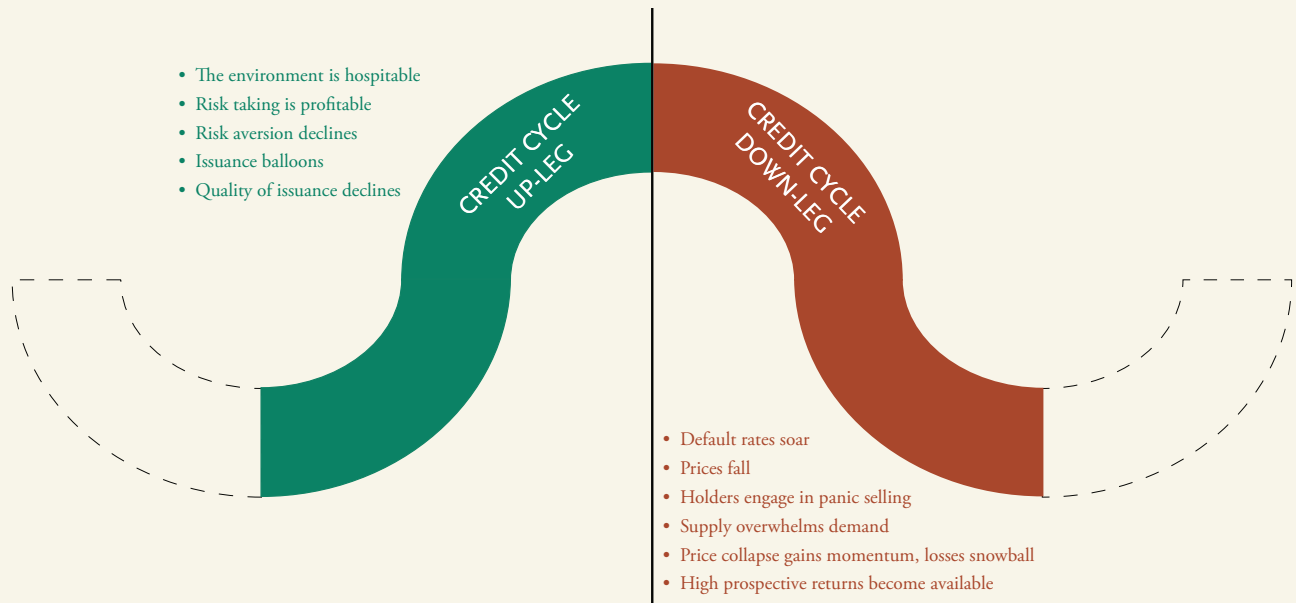 • The environment is hospitable
• Risk taking is profitable
• Risk aversion declines
• Issuance balloons
• Quality of issuance declines
CREDIT CYCLE
UP-LEG
CREDIT CYCLE
DOWN-LEG
• Default rates soar
• Prices fall
• Holders engage in panic selling
• Supply overwhelms demand
• Price collapse gains momentum, losses snowball
• High prospective returns become available